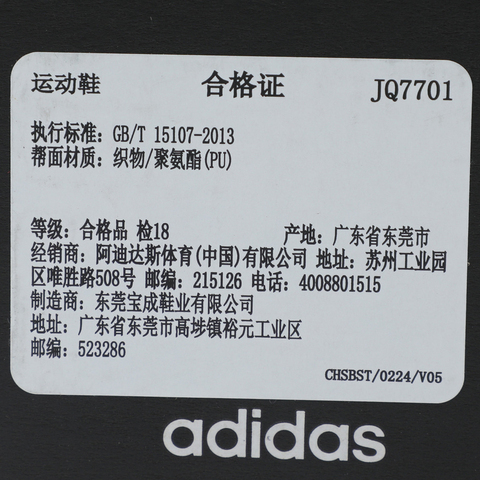 运动鞋 合格证 JQ7701
执行标准: GB/T 15107-2013
帮面材质: 织物/聚氨酯(PU)
等级: 合格品 检18 产地: 广东省东莞市
经销商: 阿迪达斯体育(中国)有限公司 地址: 苏州工业园
区唯胜路508号 邮编: 215126 电话: 4008801515
制造商: 东莞宝成鞋业有限公司
地址: 广东省东莞市高埗镇裕元工业区
邮编: 523286
CHSBST/0224/V05
adidas